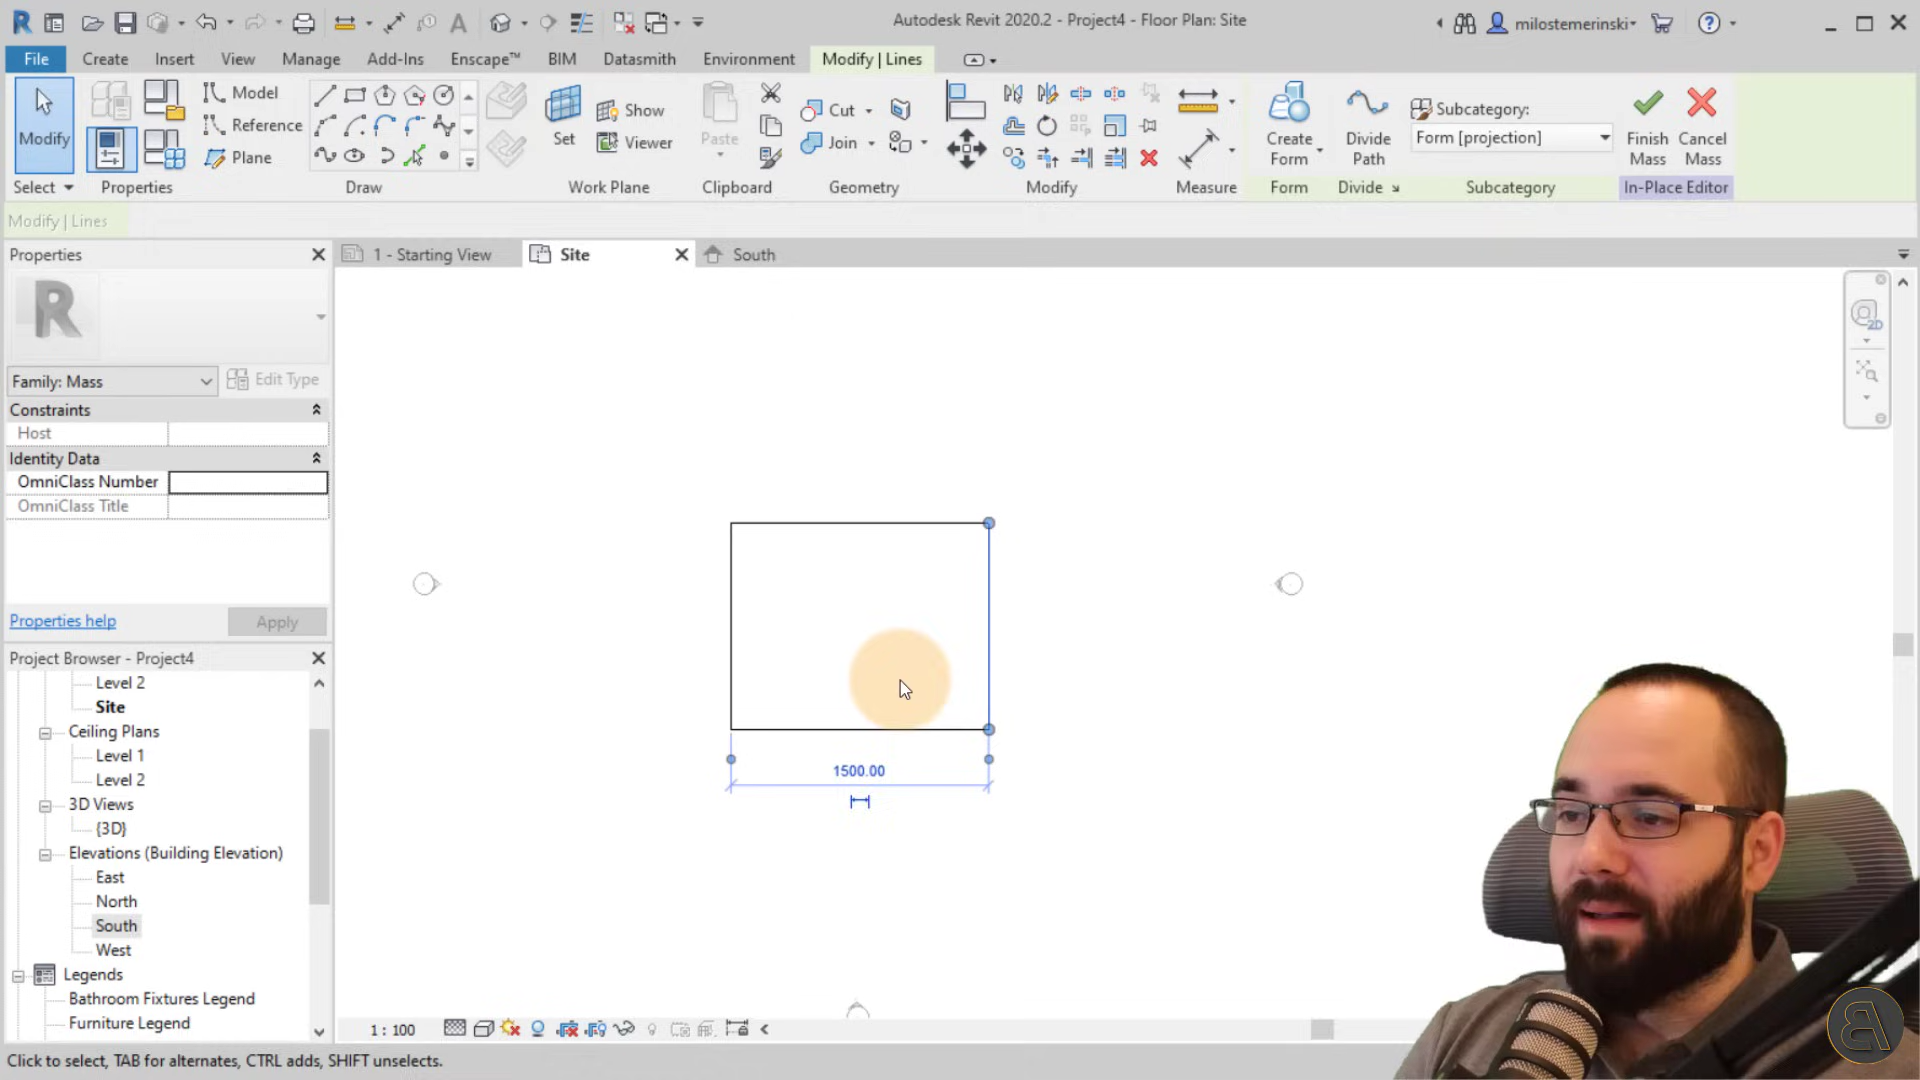 Autodesk Revit 2020.2 - Project4 - Floor Plan: Site
milostemerinski
File Create Insert View Manage Add-Ins Enscape™ BIM Datasmith Environment Modify | Lines
Modify
Select
Properties
Model
Reference
Plane
Draw
Set
Show
Viewer
Work Plane
Paste
Clipboard
Cut
Join
Geometry
Modify
Measure
Create Form
Form
Divide Path
Divide
Subcategory:
Form [projection]
Subcategory
Finish Mass
Cancel Mass
In-Place Editor
Modify | Lines
Properties
1 - Starting View
Site
South
R
2D
Family: Mass
Edit Type
Constraints
Host
Identity Data
OmniClass Number
OmniClass Title
Properties help
Apply
Project Browser - Project4
Level 2
Site
Ceiling Plans
Level 1
Level 2
3D Views
{3D}
Elevations (Building Elevation)
East
North
South
West
Legends
Bathroom Fixtures Legend
Furniture Legend
1500.00
1 : 100
Click to select, TAB for alternates, CTRL adds, SHIFT unselects.